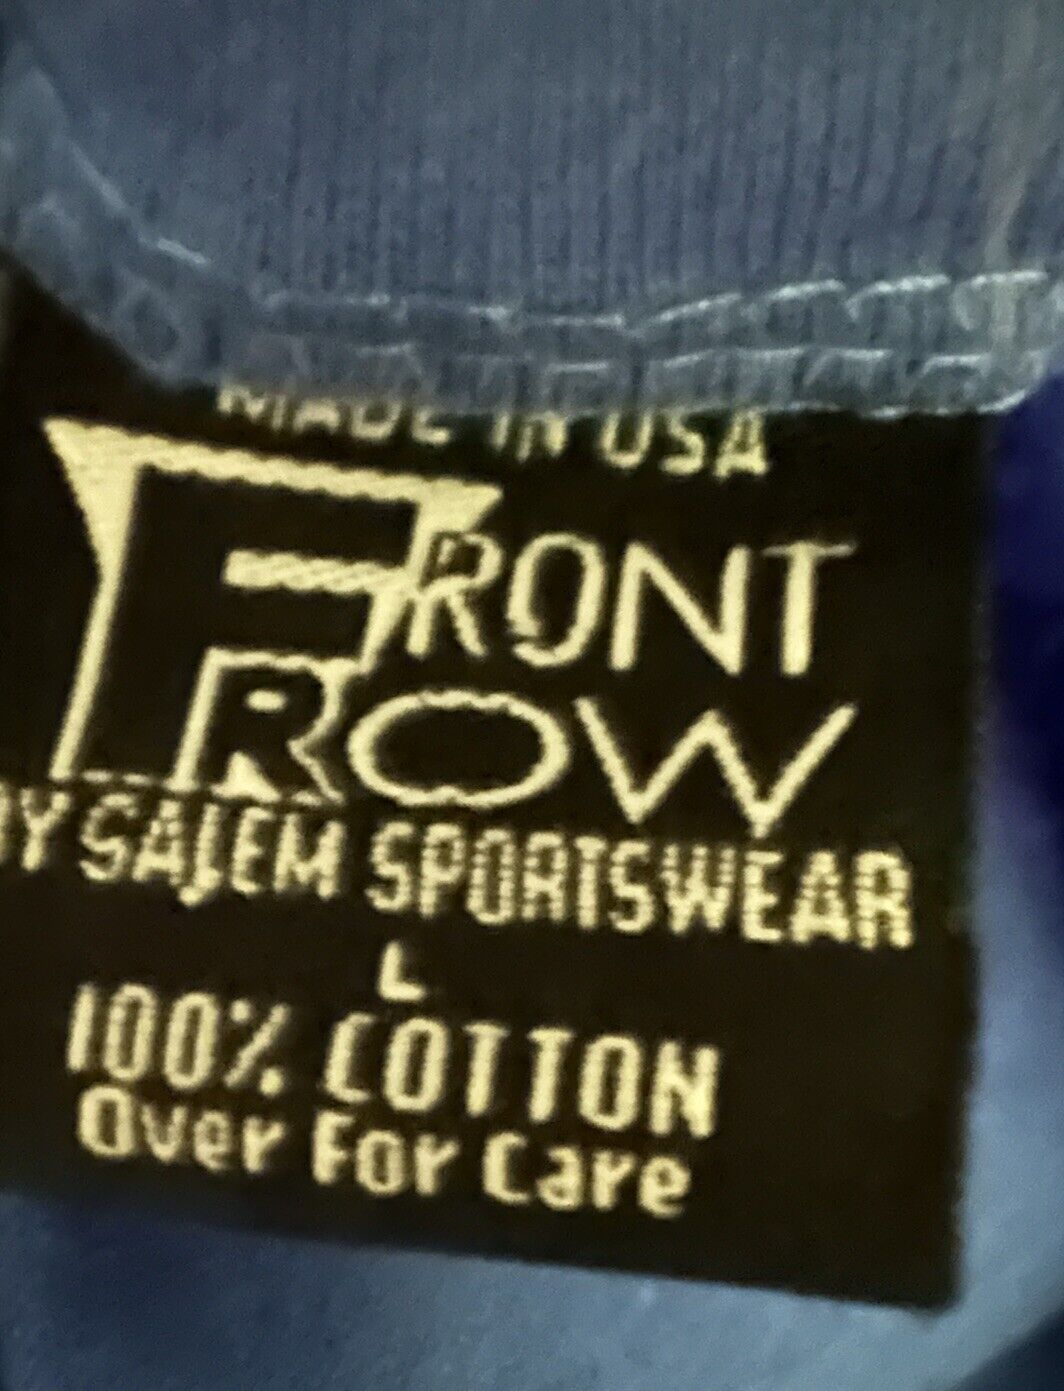 MADE IN USA
FRONT
ROW
BY SALEM SPORTSWEAR
L
100% COTTON
Over For Care